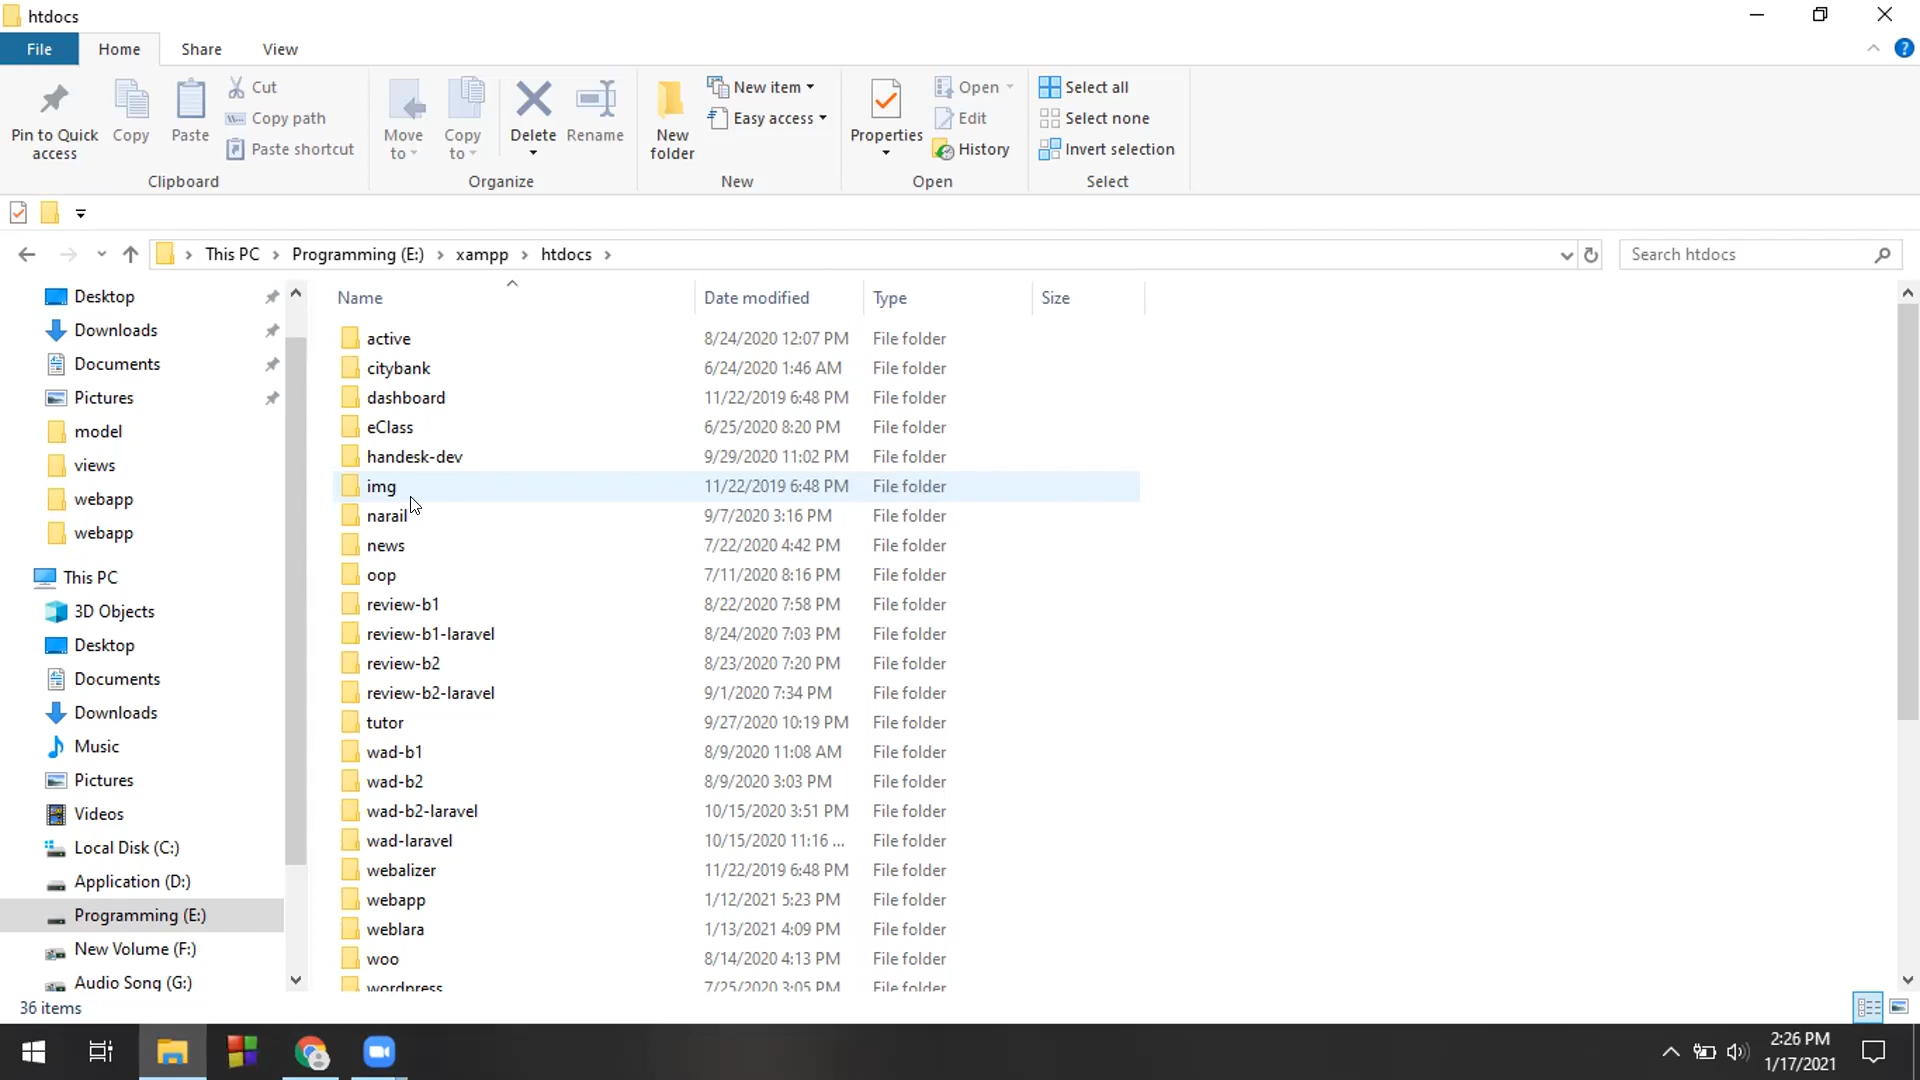 htdocs
File Home Share View
Pin to Quick access
Copy
Paste
Cut
Copy path
Paste shortcut
Clipboard
Move to
Copy to
Delete
Rename
Organize
New folder
New item
Easy access
New
Properties
Open
Edit
History
Open
Select all
Select none
Invert selection
Select
This PC Programming (E:) xampp htdocs
Search htdocs
Desktop
Downloads
Documents
Pictures
model
views
webapp
webapp
This PC
3D Objects
Desktop
Documents
Downloads
Music
Pictures
Videos
Local Disk (C:)
Application (D:)
Programming (E:)
New Volume (F:)
Audio Song (G:)
Name Date modified Type Size
active 8/24/2020 12:07 PM File folder
citybank 6/24/2020 1:46 AM File folder
dashboard 11/22/2019 6:48 PM File folder
eClass 6/25/2020 8:20 PM File folder
handesk-dev 9/29/2020 11:02 PM File folder
img 11/22/2019 6:48 PM File folder
narail 9/7/2020 3:16 PM File folder
news 7/22/2020 4:42 PM File folder
oop 7/11/2020 8:16 PM File folder
review-b1 8/22/2020 7:58 PM File folder
review-b1-laravel 8/24/2020 7:03 PM File folder
review-b2 8/23/2020 7:20 PM File folder
review-b2-laravel 9/1/2020 7:34 PM File folder
tutor 9/27/2020 10:19 PM File folder
wad-b1 8/9/2020 11:08 AM File folder
wad-b2 8/9/2020 3:03 PM File folder
wad-b2-laravel 10/15/2020 3:51 PM File folder
wad-laravel 10/15/2020 11:16 ... File folder
webalizer 11/22/2019 6:48 PM File folder
webapp 1/12/2021 5:23 PM File folder
weblara 1/13/2021 4:09 PM File folder
woo 8/14/2020 4:13 PM File folder
wordpress 7/25/2020 3:05 PM File folder
36 items
2:26 PM
1/17/2021